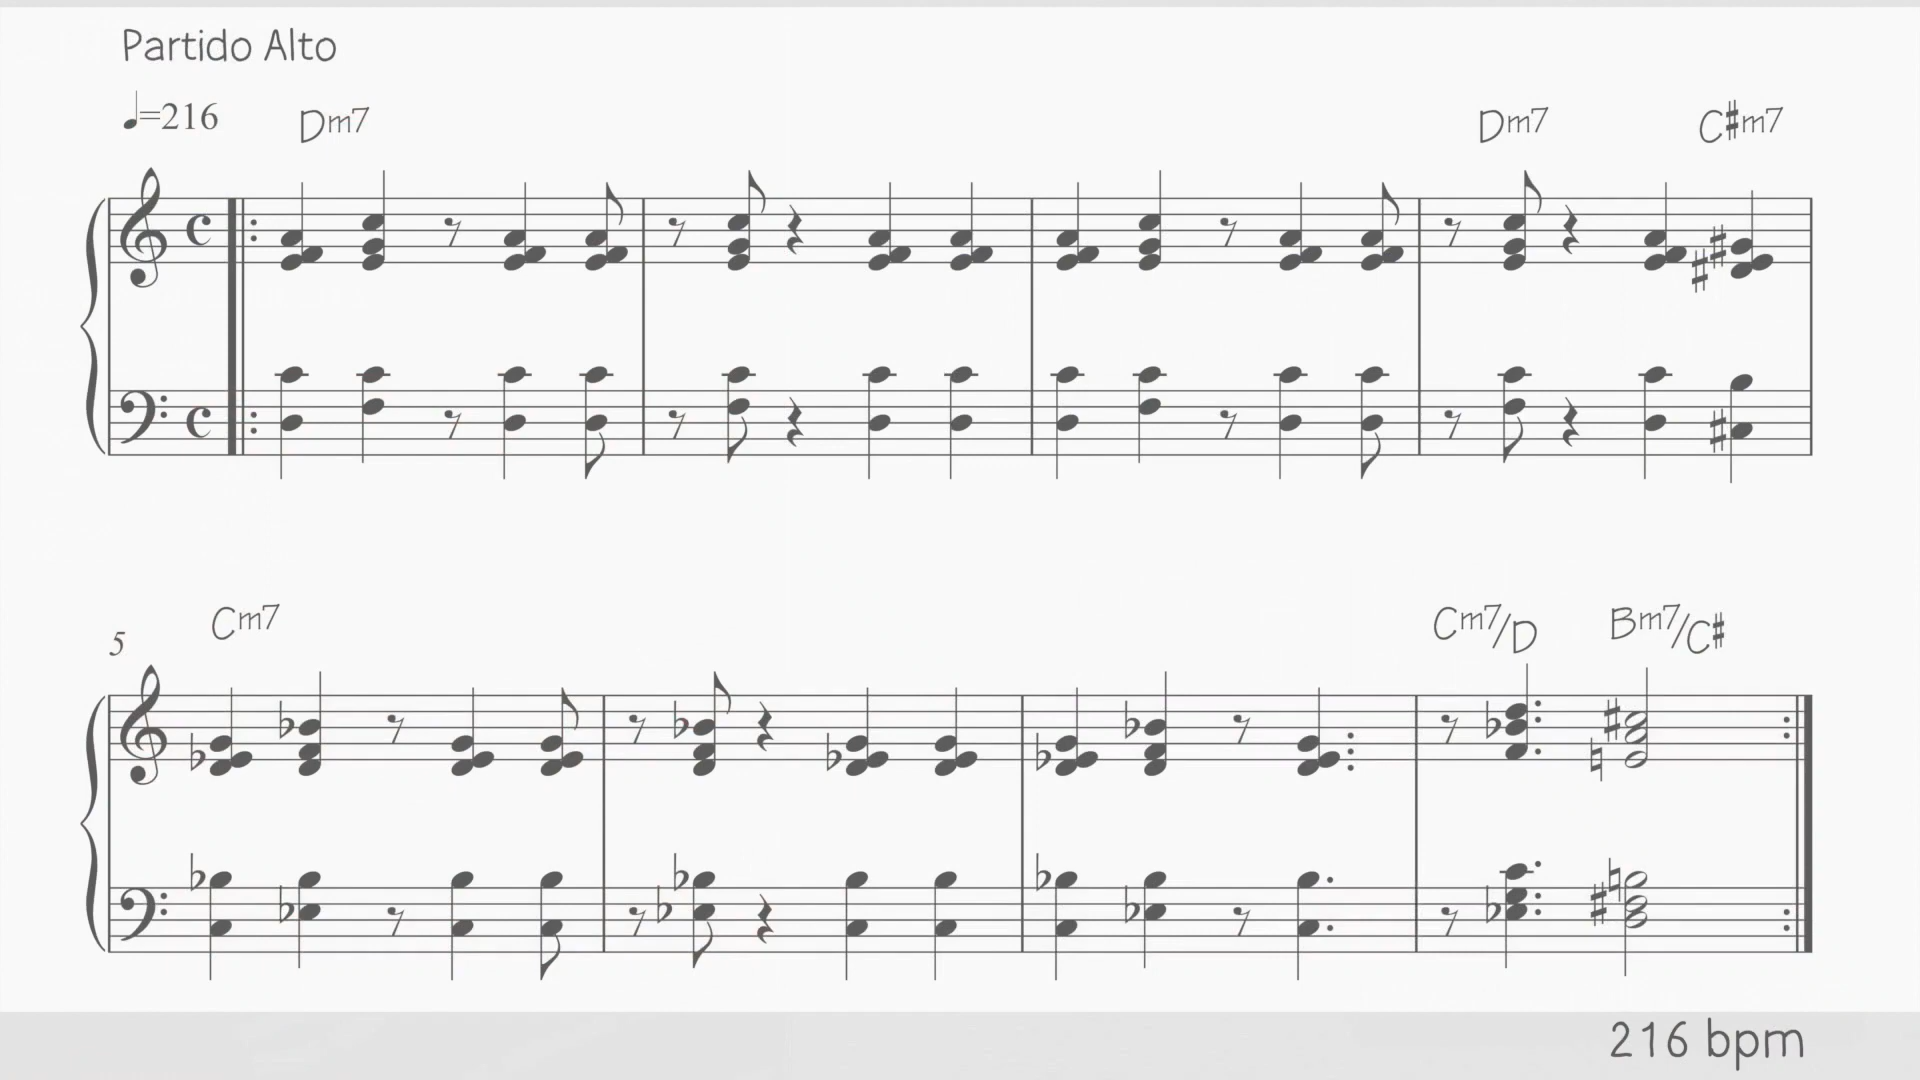 Partido Alto
♩=216
Dm7 Dm7 C♯m7
5 Cm7 Cm7/D Bm7/C♯
216 bpm